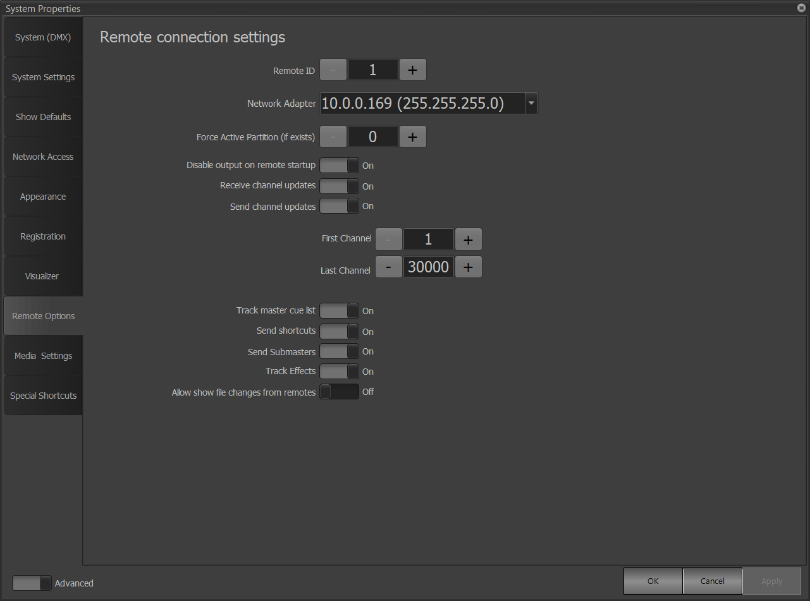 System Properties
System (DMX)
System Settings
Show Defaults
Network Access
Appearance
Registration
Visualizer
Remote Options
Media Settings
Special Shortcuts
Remote connection settings
Remote ID - 1 +
Network Adapter 10.0.0.169 (255.255.255.0)
Force Active Partition (if exists) - 0 +
Disable output on remote startup On
Receive channel updates On
Send channel updates On
First Channel - 1 +
Last Channel - 30000 +
Track master cue list On
Send shortcuts On
Send Submasters On
Track Effects On
Allow show file changes from remotes Off
Advanced
OK Cancel Apply